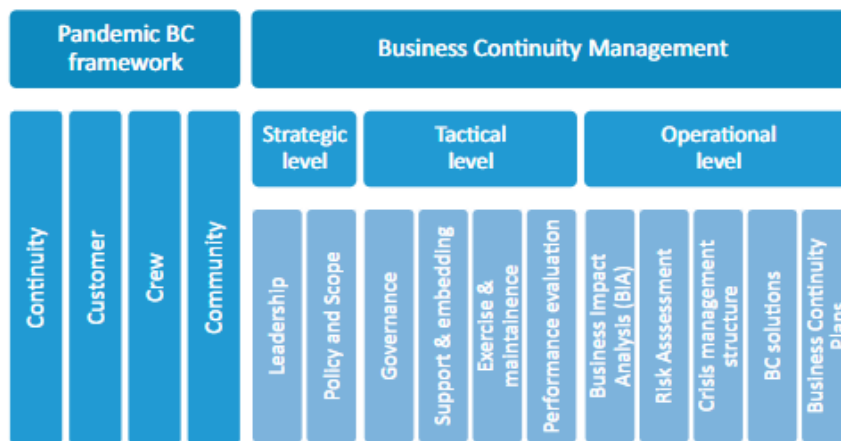 Pandemic BC
framework
Business Continuity Management
Strategic
level
Tactical
level
Operational
level
Continuity
Customer
Crew
Community
Leadership
Policy and Scope
Governance
Support & embedding
Exercise &
maintainence
Performance evaluation
Business Impact
Analysis (BIA)
Risk Asssessment
Crisis management
structure
BC solutions
Business Continuity
Plans